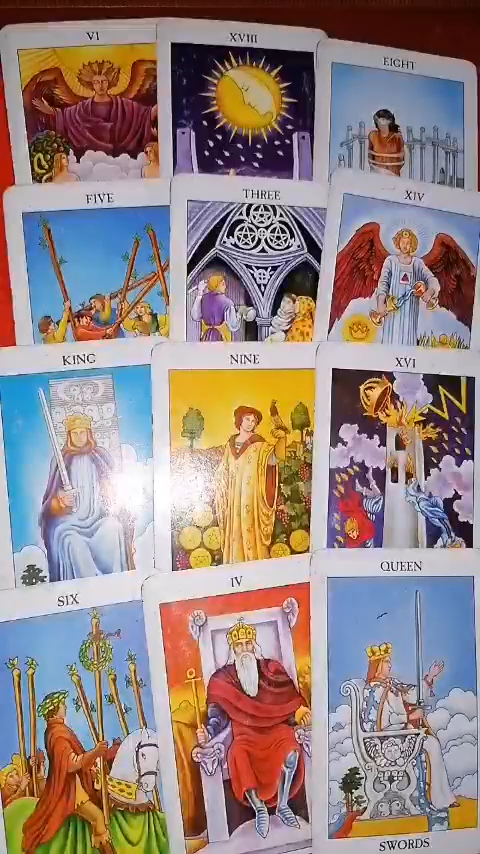 VI
XVIII
EIGHT
FIVE
THREE
XIV
KING
NINE
XVI
SIX
IV
QUEEN
SWORDS